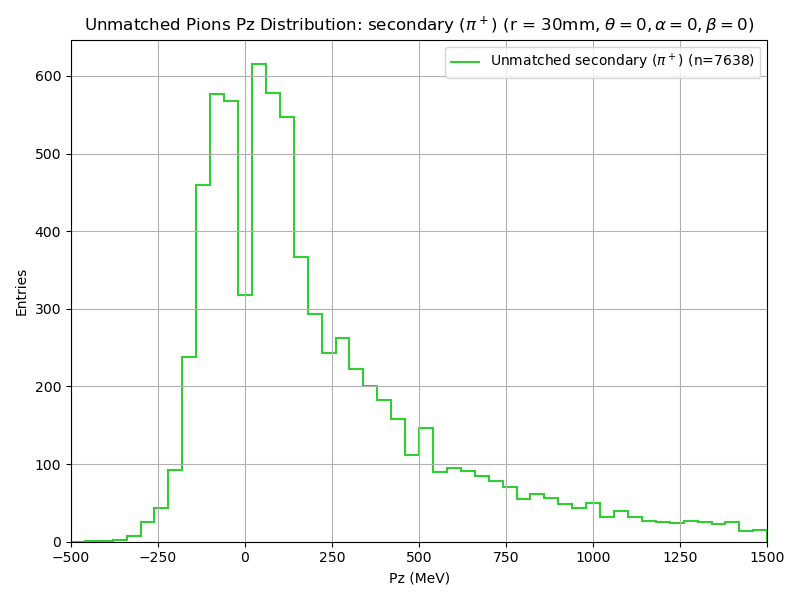 Unmatched Pions Pz Distribution: secondary (π⁺) (r = 30mm, θ = 0, α = 0, β = 0)
Unmatched secondary (π⁺) (n=7638)
Entries
600
500
400
300
200
100
0
−500 −250 0 250 500 750 1000 1250 1500
Pz (MeV)